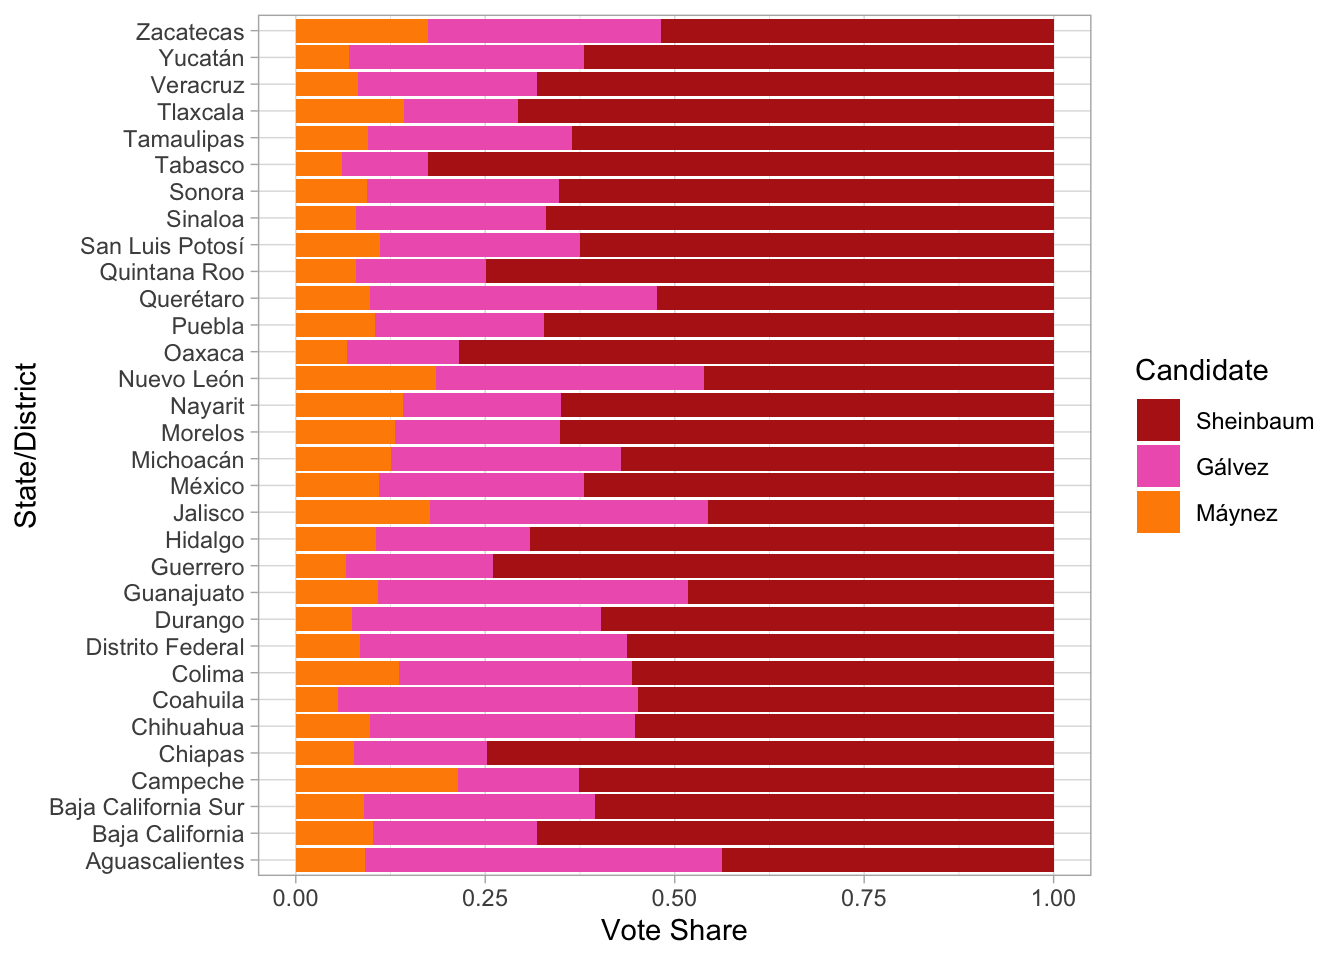 Zacatecas
Yucatán
Veracruz
Tlaxcala
Tamaulipas
Tabasco
Sonora
Sinaloa
San Luis Potosí
Quintana Roo
Querétaro
Puebla
Oaxaca
Nuevo León
Nayarit
Morelos
Michoacán
México
Jalisco
Hidalgo
Guerrero
Guanajuato
Durango
Distrito Federal
Colima
Coahuila
Chihuahua
Chiapas
Campeche
Baja California Sur
Baja California
Aguascalientes
State/District
0.00 0.25 0.50 0.75 1.00
Vote Share
Candidate
Sheinbaum
Gálvez
Máynez